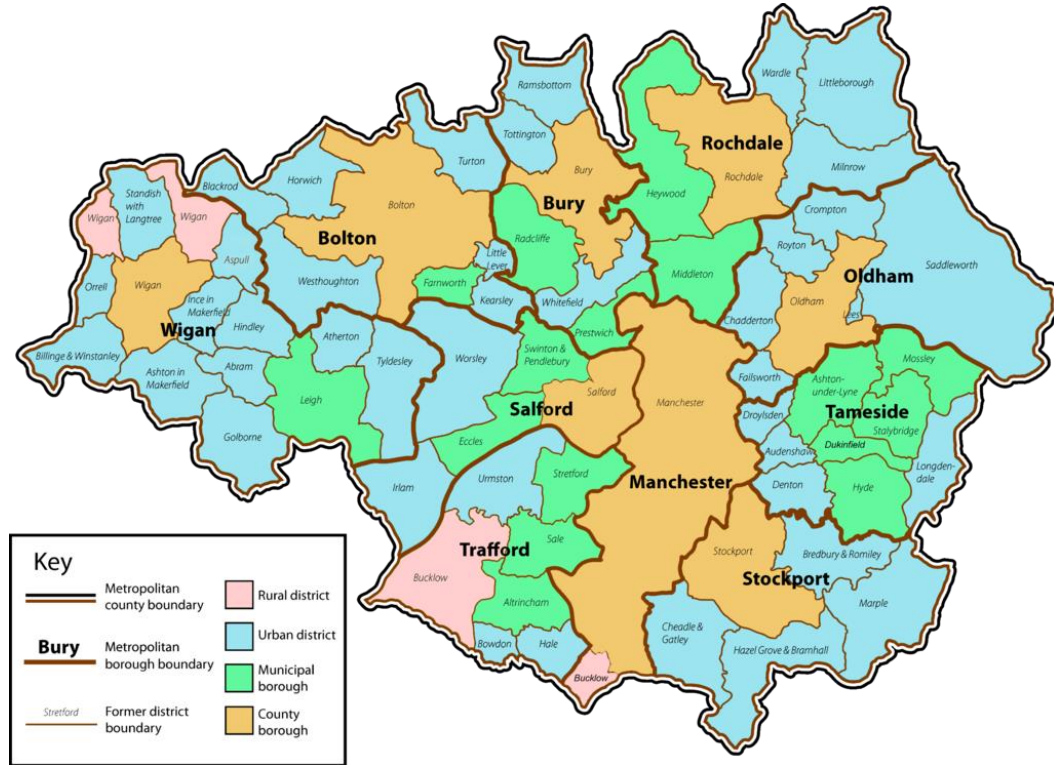 Ramsbottom
Wardle
Littleborough
Tottington
Turton
Rochdale
Milnrow
Horwich
Blackrod
Bury
Rochdale
Standish
with
Langtree
Wigan
Wigan
Bolton
Bury
Heywood
Crompton
Radcliffe
Bolton
Aspull
Little
Lever
Royton
Saddleworth
Middleton
Oldham
Westhoughton
Farnworth
Orrell
Wigan
Kearsley
Whitefield
Oldham
Lees
Ince in
Makerfield
Wigan
Hindley
Chadderton
Prestwich
Atherton
Billinge & Winstanley
Tyldesley
Worsley
Swinton &
Pendlebury
Mossley
Abram
Ashton in
Makerfield
Salford
Manchester
Failsworth
Ashton-
under-Lyne
Leigh
Salford
Droylsden
Tameside
Stalybridge
Golborne
Eccles
Dukinfield
Audenshaw
Stretford
Urmston
Longden-
dale
Irlam
Manchester
Denton
Hyde
Sale
Trafford
Stockport
Bredbury & Romiley
Bucklow
Stockport
Altrincham
Marple
Bowdon
Hale
Cheadle &
Gatley
Hazel Grove & Bramhall
Bucklow
Key
Metropolitan
county boundary
Rural district
Bury
Metropolitan
borough boundary
Urban district
Municipal
borough
Stretford
Former district
boundary
County
borough